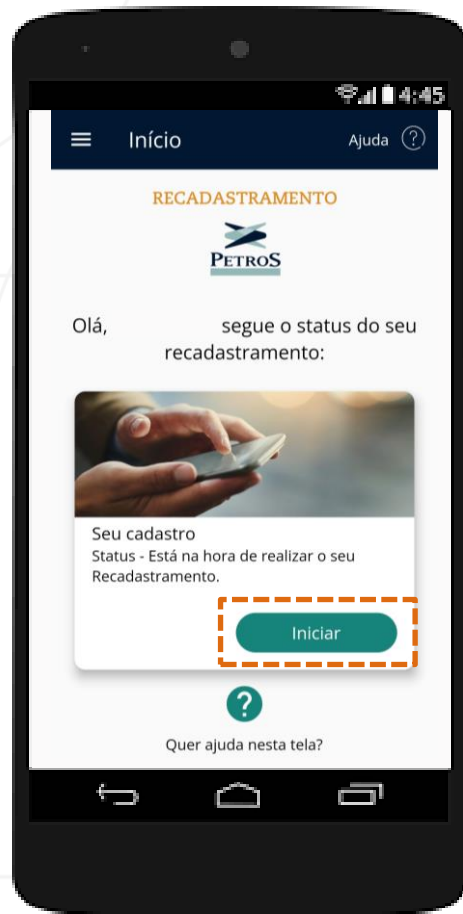 4:45
Início
Ajuda ?
RECADASTRAMENTO
PETROS
Olá, segue o status do seu
recadastramento:
Seu cadastro
Status - Está na hora de realizar o seu
Recadastramento.
Iniciar
?
Quer ajuda nesta tela?